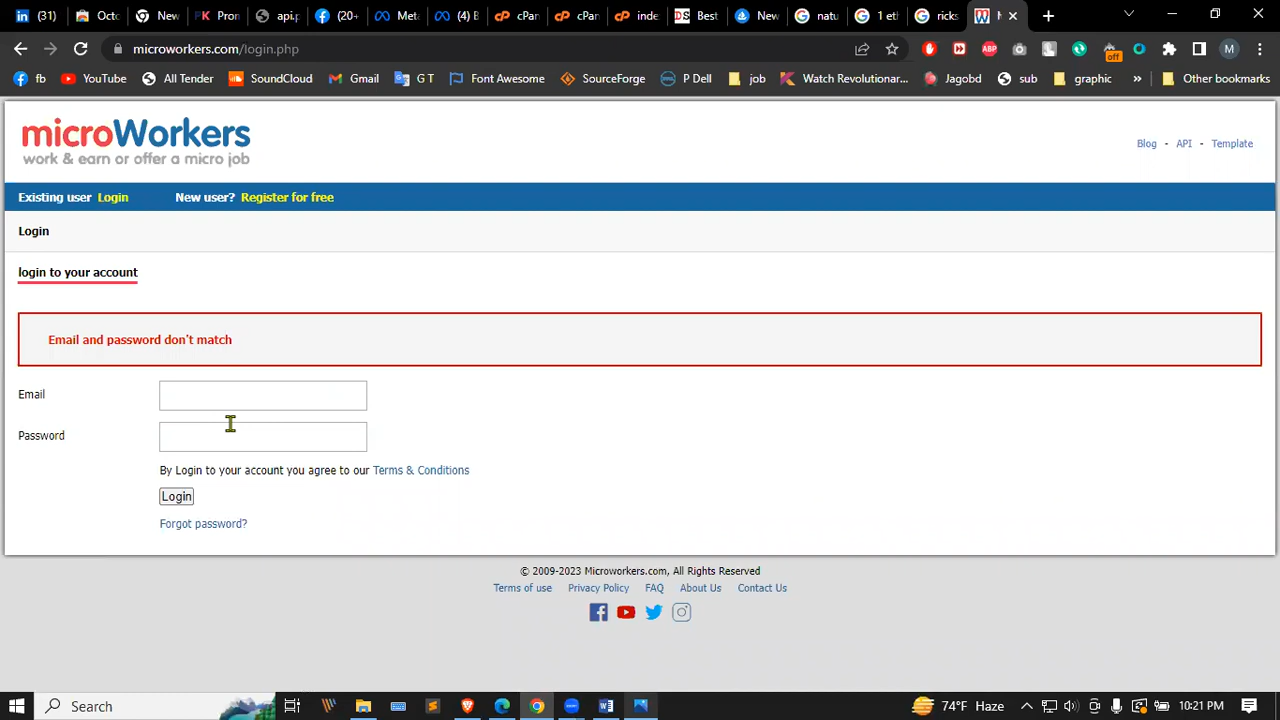 (31)
Octo
New
Pron
api.p
(20+
Meta
(4) B
cPan
cPan
inde
Best
New
natu
1 eth
ricks
microworkers.com/login.php
ABP
off
M
fb
YouTube
All Tender
SoundCloud
Gmail
G T
Font Awesome
SourceForge
P Dell
job
Watch Revolutionar...
Jagobd
sub
graphic
»
Other bookmarks
microWorkers
work & earn or offer a micro job
Blog - API - Template
Existing user Login New user? Register for free
Login
login to your account
Email and password don't match
Email
Password
By Login to your account you agree to our Terms & Conditions
Login
Forgot password?
© 2009-2023 Microworkers.com, All Rights Reserved
Terms of use Privacy Policy FAQ About Us Contact Us
Search
74°F Haze
10:21 PM